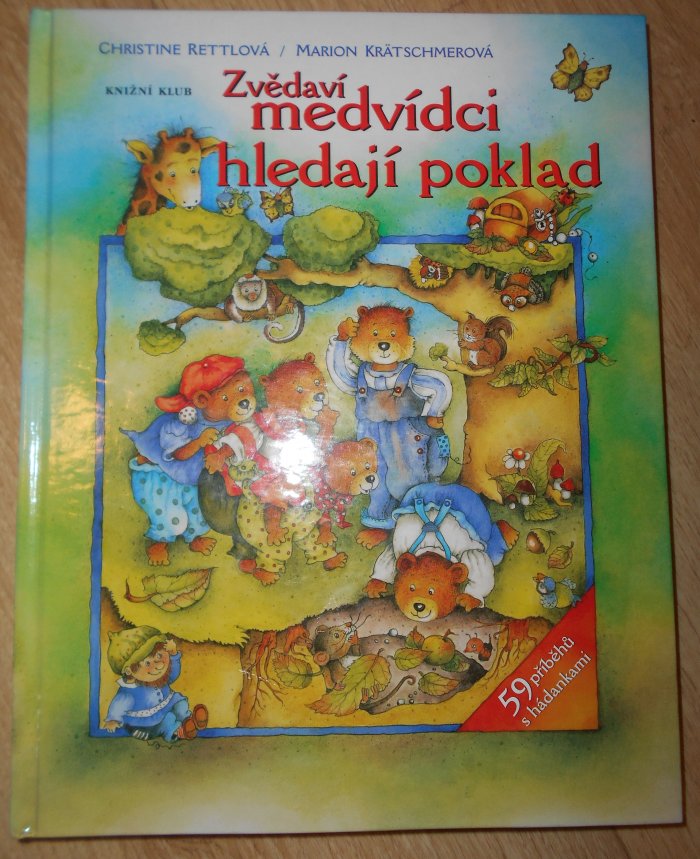 CHRISTINE RETTLOVÁ / MARION KRÄTSCHMEROVÁ
KNIŽNÍ KLUB
Zvědaví
medvídci
hledají poklad
59 příběhů
s hádankami